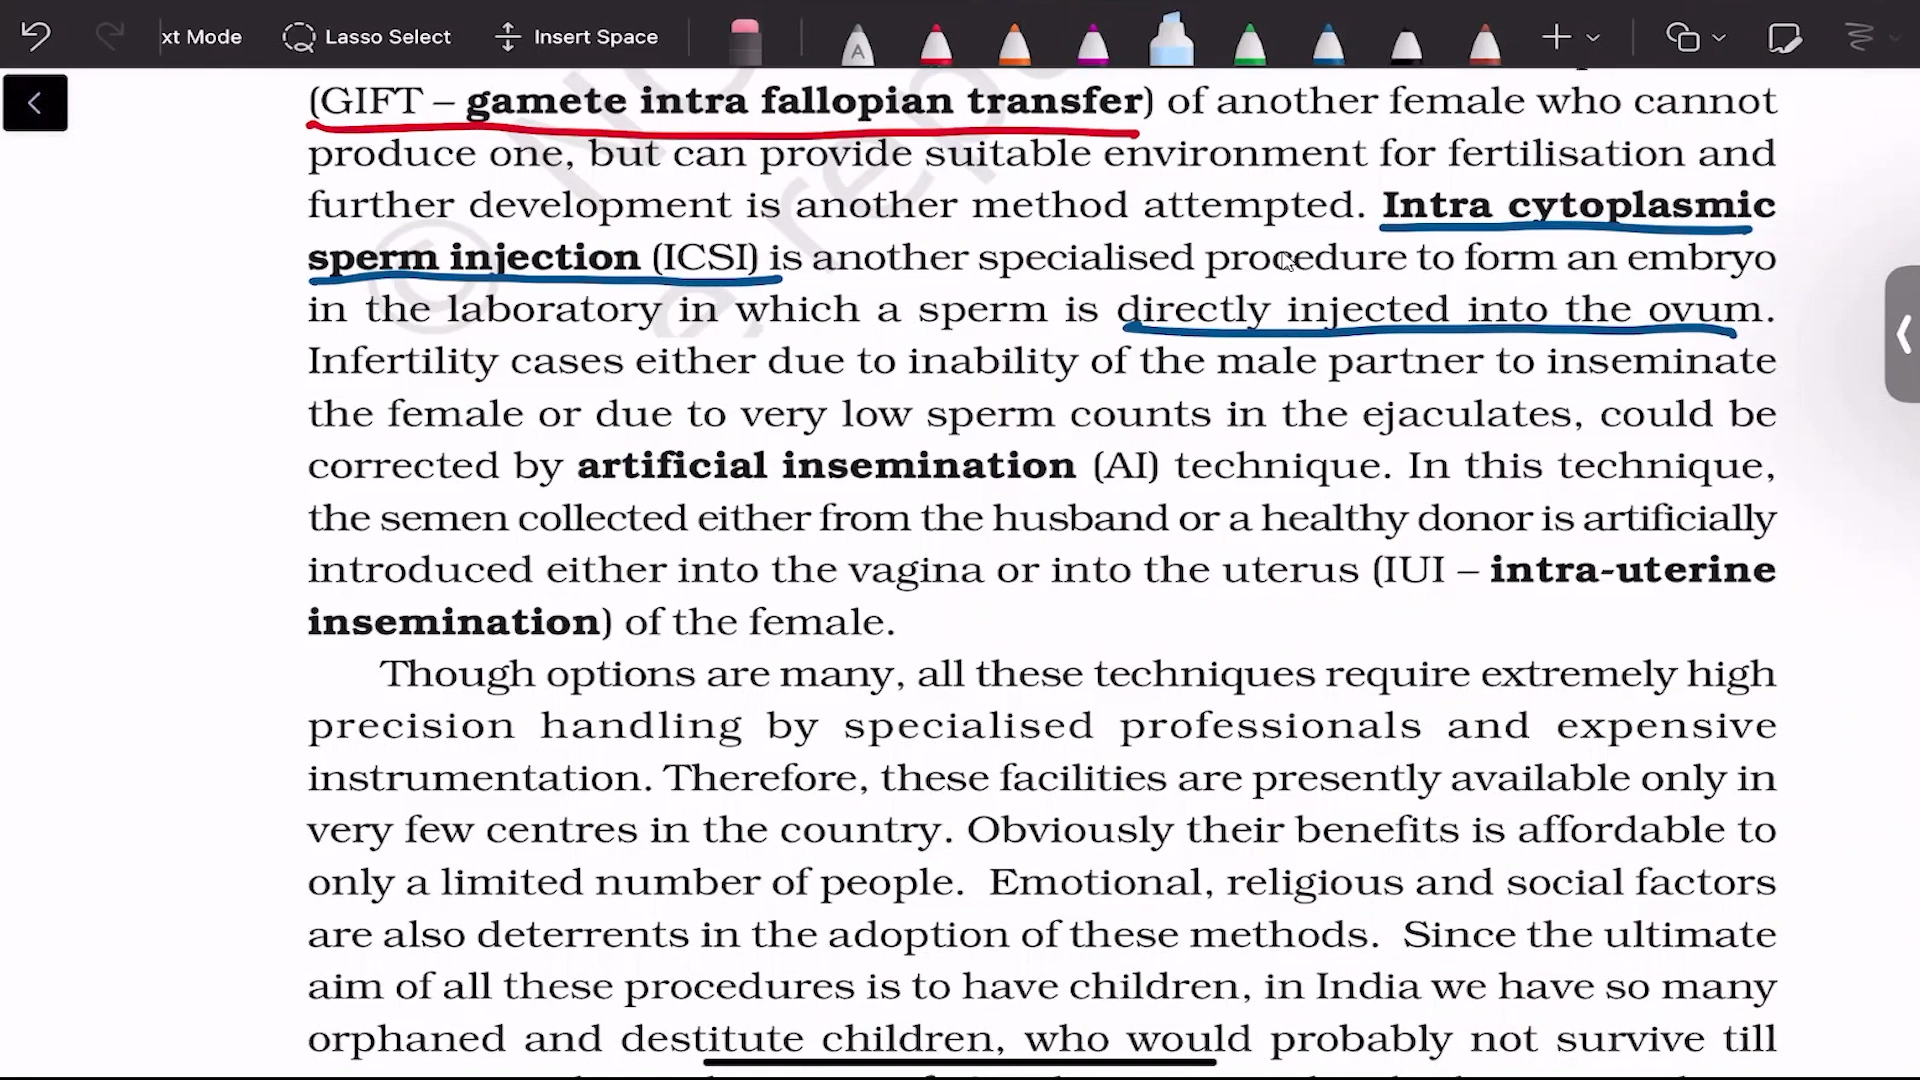 xt Mode Lasso Select Insert Space A
(GIFT – gamete intra fallopian transfer) of another female who cannot
produce one, but can provide suitable environment for fertilisation and
further development is another method attempted. Intra cytoplasmic
sperm injection (ICSI) is another specialised procedure to form an embryo
in the laboratory in which a sperm is directly injected into the ovum.
Infertility cases either due to inability of the male partner to inseminate
the female or due to very low sperm counts in the ejaculates, could be
corrected by artificial insemination (AI) technique. In this technique,
the semen collected either from the husband or a healthy donor is artificially
introduced either into the vagina or into the uterus (IUI – intra-uterine
insemination) of the female.
Though options are many, all these techniques require extremely high
precision handling by specialised professionals and expensive
instrumentation. Therefore, these facilities are presently available only in
very few centres in the country. Obviously their benefits is affordable to
only a limited number of people. Emotional, religious and social factors
are also deterrents in the adoption of these methods. Since the ultimate
aim of all these procedures is to have children, in India we have so many
orphaned and destitute children, who would probably not survive till